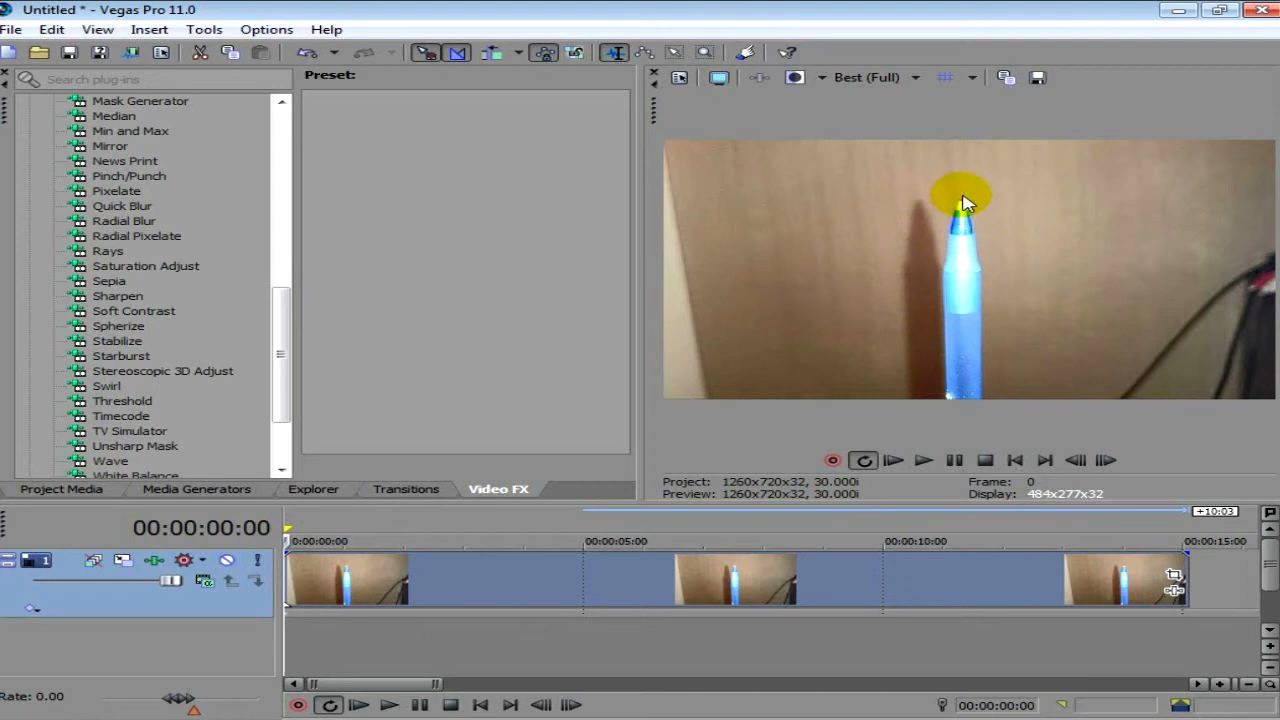 Untitled * - Vegas Pro 11.0
File Edit View Insert Tools Options Help
Search plug-ins
Preset:
Best (Full)
Mask Generator
Median
Min and Max
Mirror
News Print
Pinch/Punch
Pixelate
Quick Blur
Radial Blur
Radial Pixelate
Rays
Saturation Adjust
Sepia
Sharpen
Soft Contrast
Spherize
Stabilize
Starburst
Stereoscopic 3D Adjust
Swirl
Threshold
Timecode
TV Simulator
Unsharp Mask
Wave
White Balance
Project: 1260x720x32, 30.000i Frame: 0
Preview: 1260x720x32, 30.000i Display: 484x277x32
Project Media Media Generators Explorer Transitions Video FX
+10:03
00:00:00:00
0:00:00:00 00:00:05:00 00:00:10:00 00:00:15:00
1
Rate: 0.00
00:00:00:00